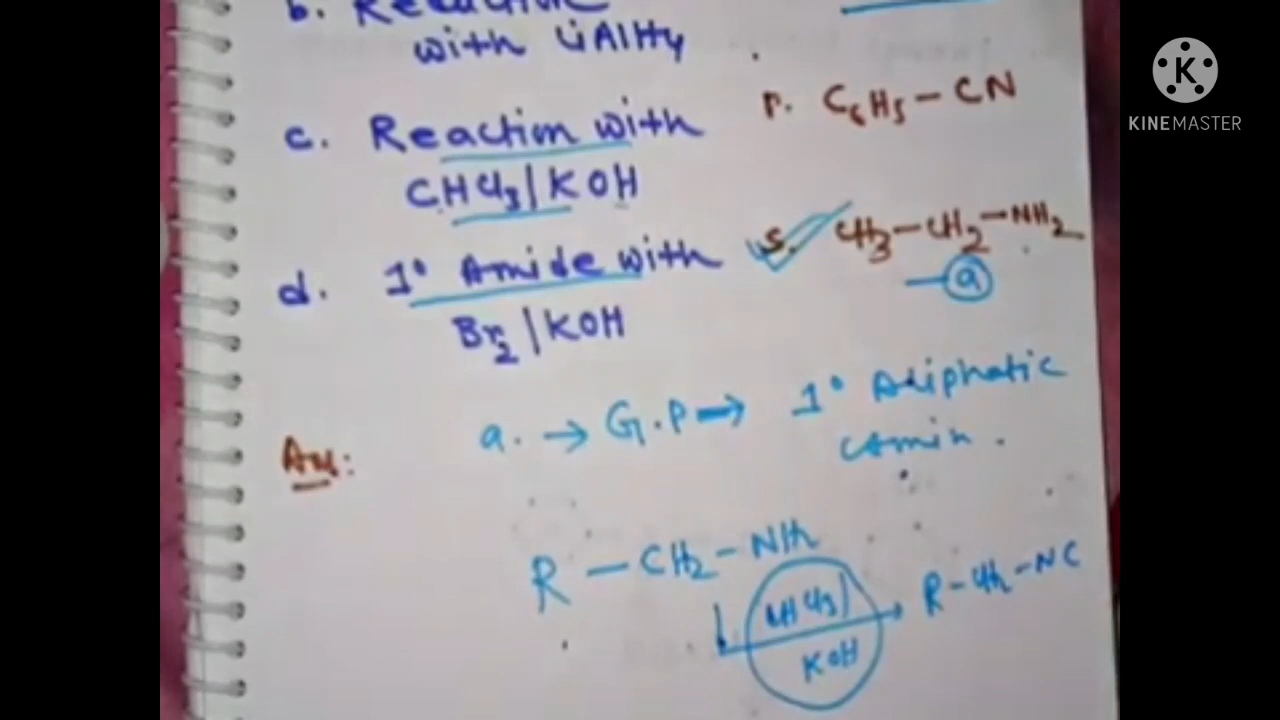 b. Reaction
with LiAlH4
c. Reaction with
CHCl3/KOH
r. C6H5-CN
d. 1° Amide with
Br2/KOH
s. CH3-CH2-NH2
-a
Ans:
a. → G.P → 1° Aliphatic
Amin.
R-CH2-NH2
CHCl3/
KOH
R-CH2-NC
K
KINEMASTER